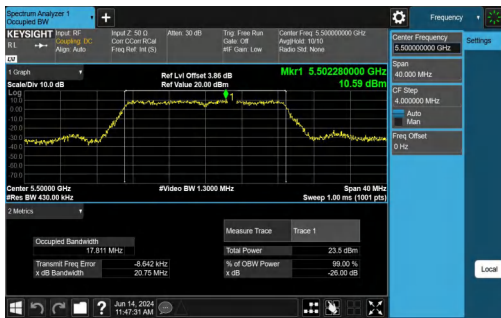 Spectrum Analyzer 1
Occupied BW
+
Frequency
KEYSIGHT
RL
Input: RF
Coupling: DC
Align: Auto
Input Z: 50 Ω
Corr CCorr RCal
Freq Ref: Int (S)
Atten: 30 dB
Trig: Free Run
Gate: Off
#IF Gain: Low
Center Freq: 5.500000000 GHz
Avg|Hold: 10/10
Radio Std: None
LM
Center Frequency
5.500000000 GHz
Settings
Span
40.000 MHz
CF Step
4.000000 MHz
Auto
Man
Freq Offset
0 Hz
Local
1 Graph
Scale/Div 10.0 dB
Ref Lvl Offset 3.86 dB
Ref Value 20.00 dBm
Mkr1 5.502280000 GHz
10.59 dBm
Log
10.0
0.00
-10.0
-20.0
-30.0
-40.0
-50.0
-60.0
-70.0
1
Center 5.50000 GHz
#Res BW 430.00 kHz
#Video BW 1.3000 MHz
Span 40 MHz
Sweep 1.00 ms (1001 pts)
2 Metrics
Measure Trace Trace 1
Occupied Bandwidth
17.811 MHz
Total Power 23.5 dBm
Transmit Freq Error -8.642 kHz
% of OBW Power 99.00 %
x dB Bandwidth 20.75 MHz
x dB -26.00 dB
?
Jun 14, 2024
11:47:31 AM